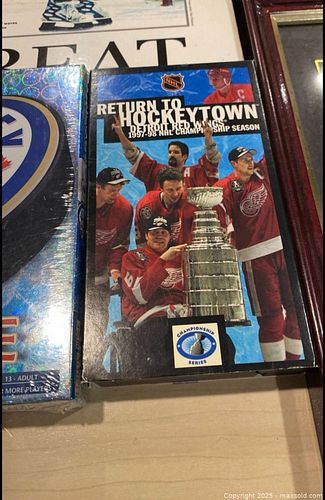 EAT
NHL
RETURN TO
HOCKEYTOWN
DETROIT RED WINGS
1997-98 NHL CHAMPIONSHIP SEASON
C
A
CHAMPIONSHIP
SERIES
13 - ADULT
MORE PLAYERS
Copyright 2025 - maxsold.com